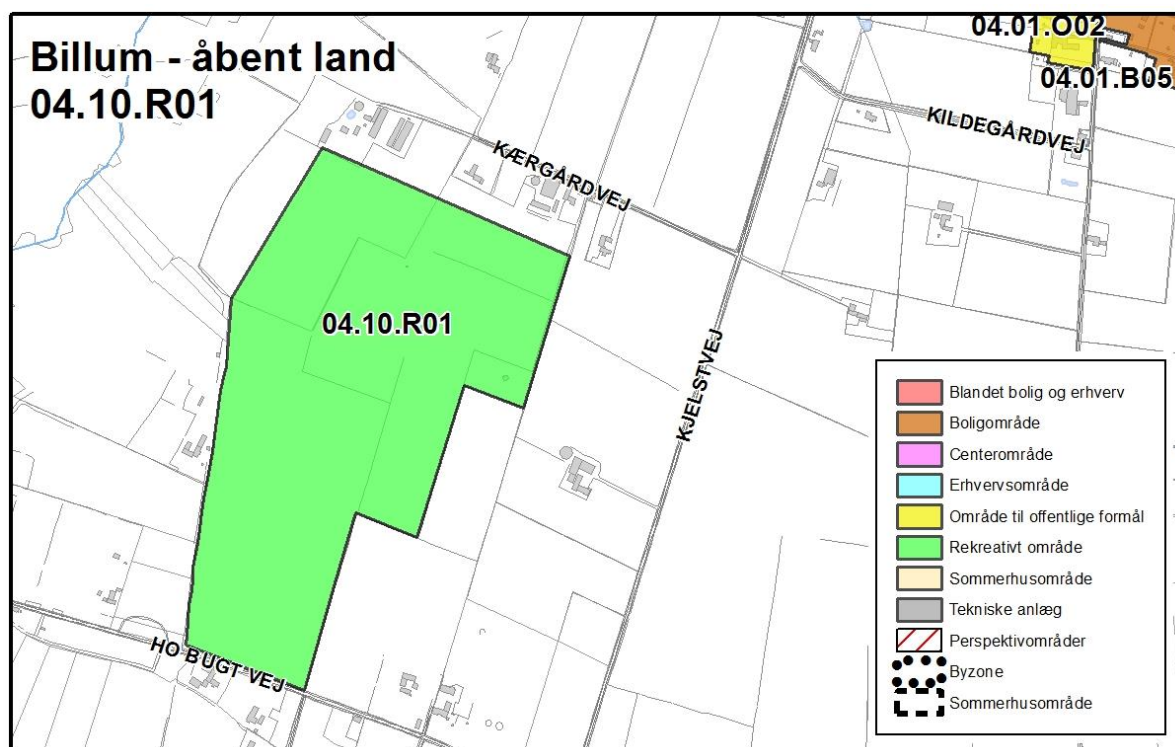 Billum - åbent land
04.10.R01
04.01.O02
04.01.B05
KILDEGÅRDVEJ
KÆRGÅRDVEJ
04.10.R01
KJELSTVEJ
HO BUGT VEJ
Blandet bolig og erhverv
Boligområde
Centerområde
Erhvervsområde
Område til offentlige formål
Rekreativt område
Sommerhusområde
Tekniske anlæg
Perspektivområder
Byzone
Sommerhusområde